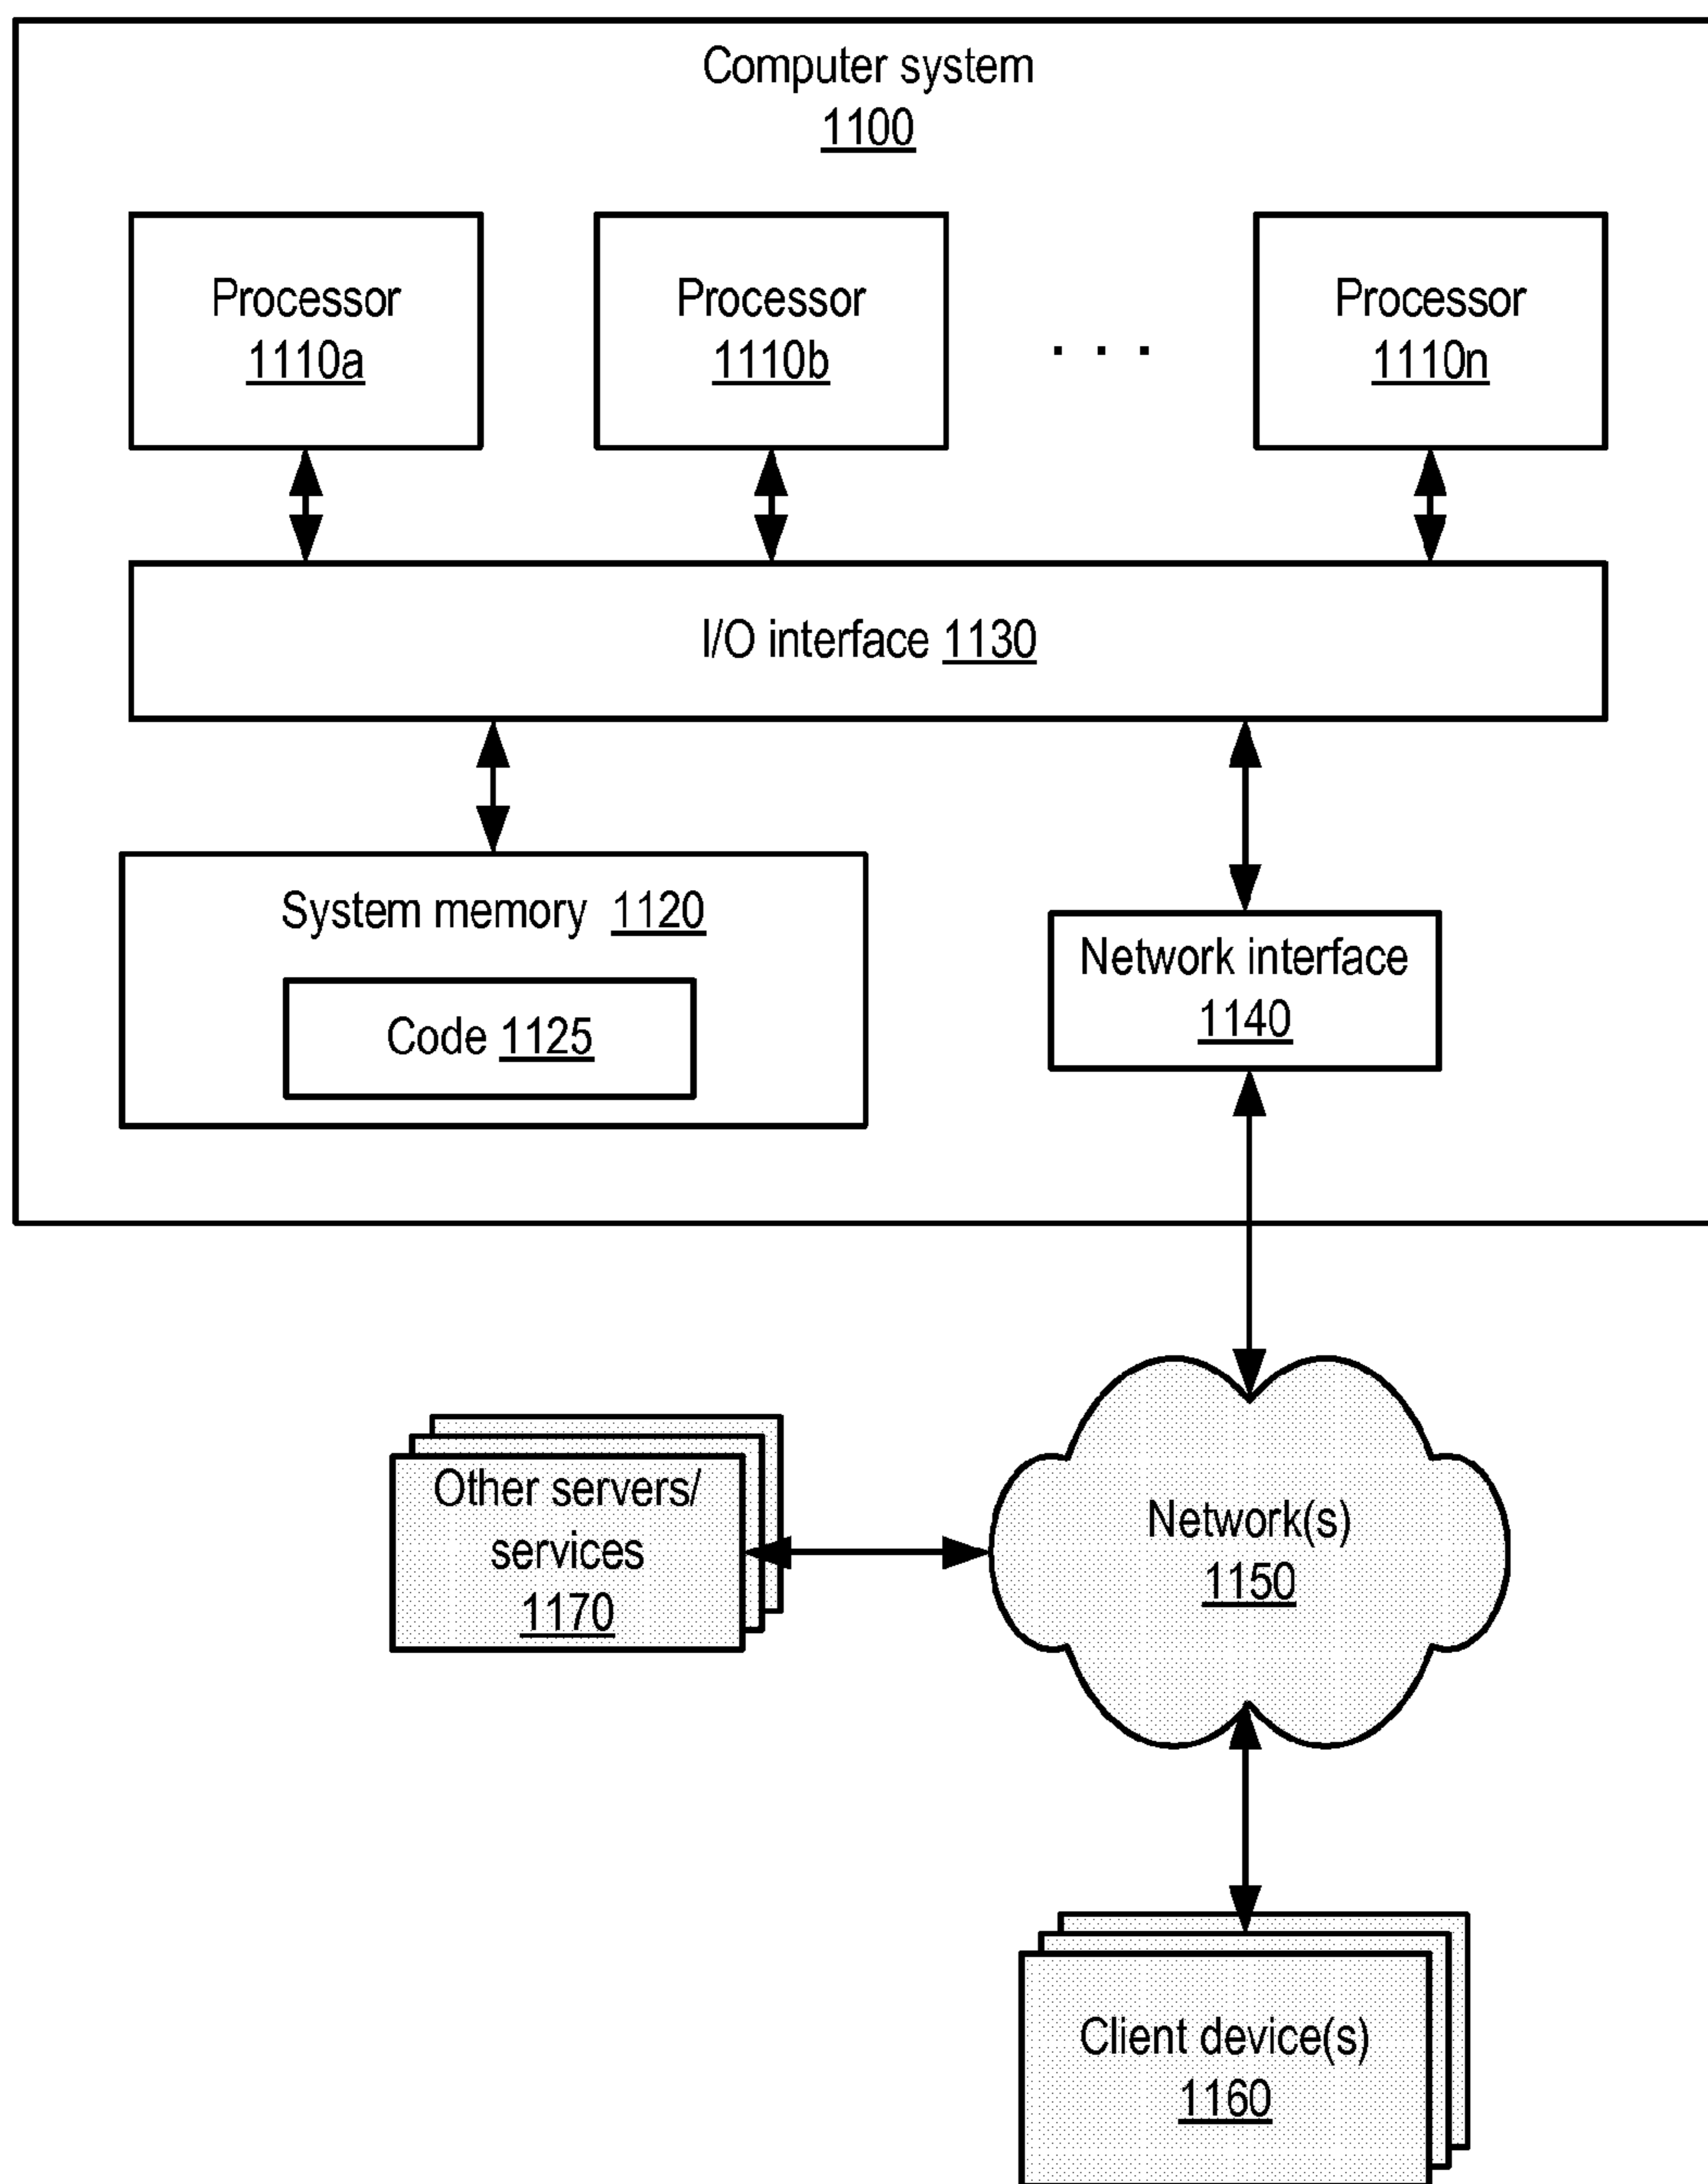 Computer system
1100
Processor
1110a
Processor
1110b
. . .
Processor
1110n
I/O interface 1130
System memory 1120
Code 1125
Network interface
1140
Other servers/
services
1170
Network(s)
1150
Client device(s)
1160